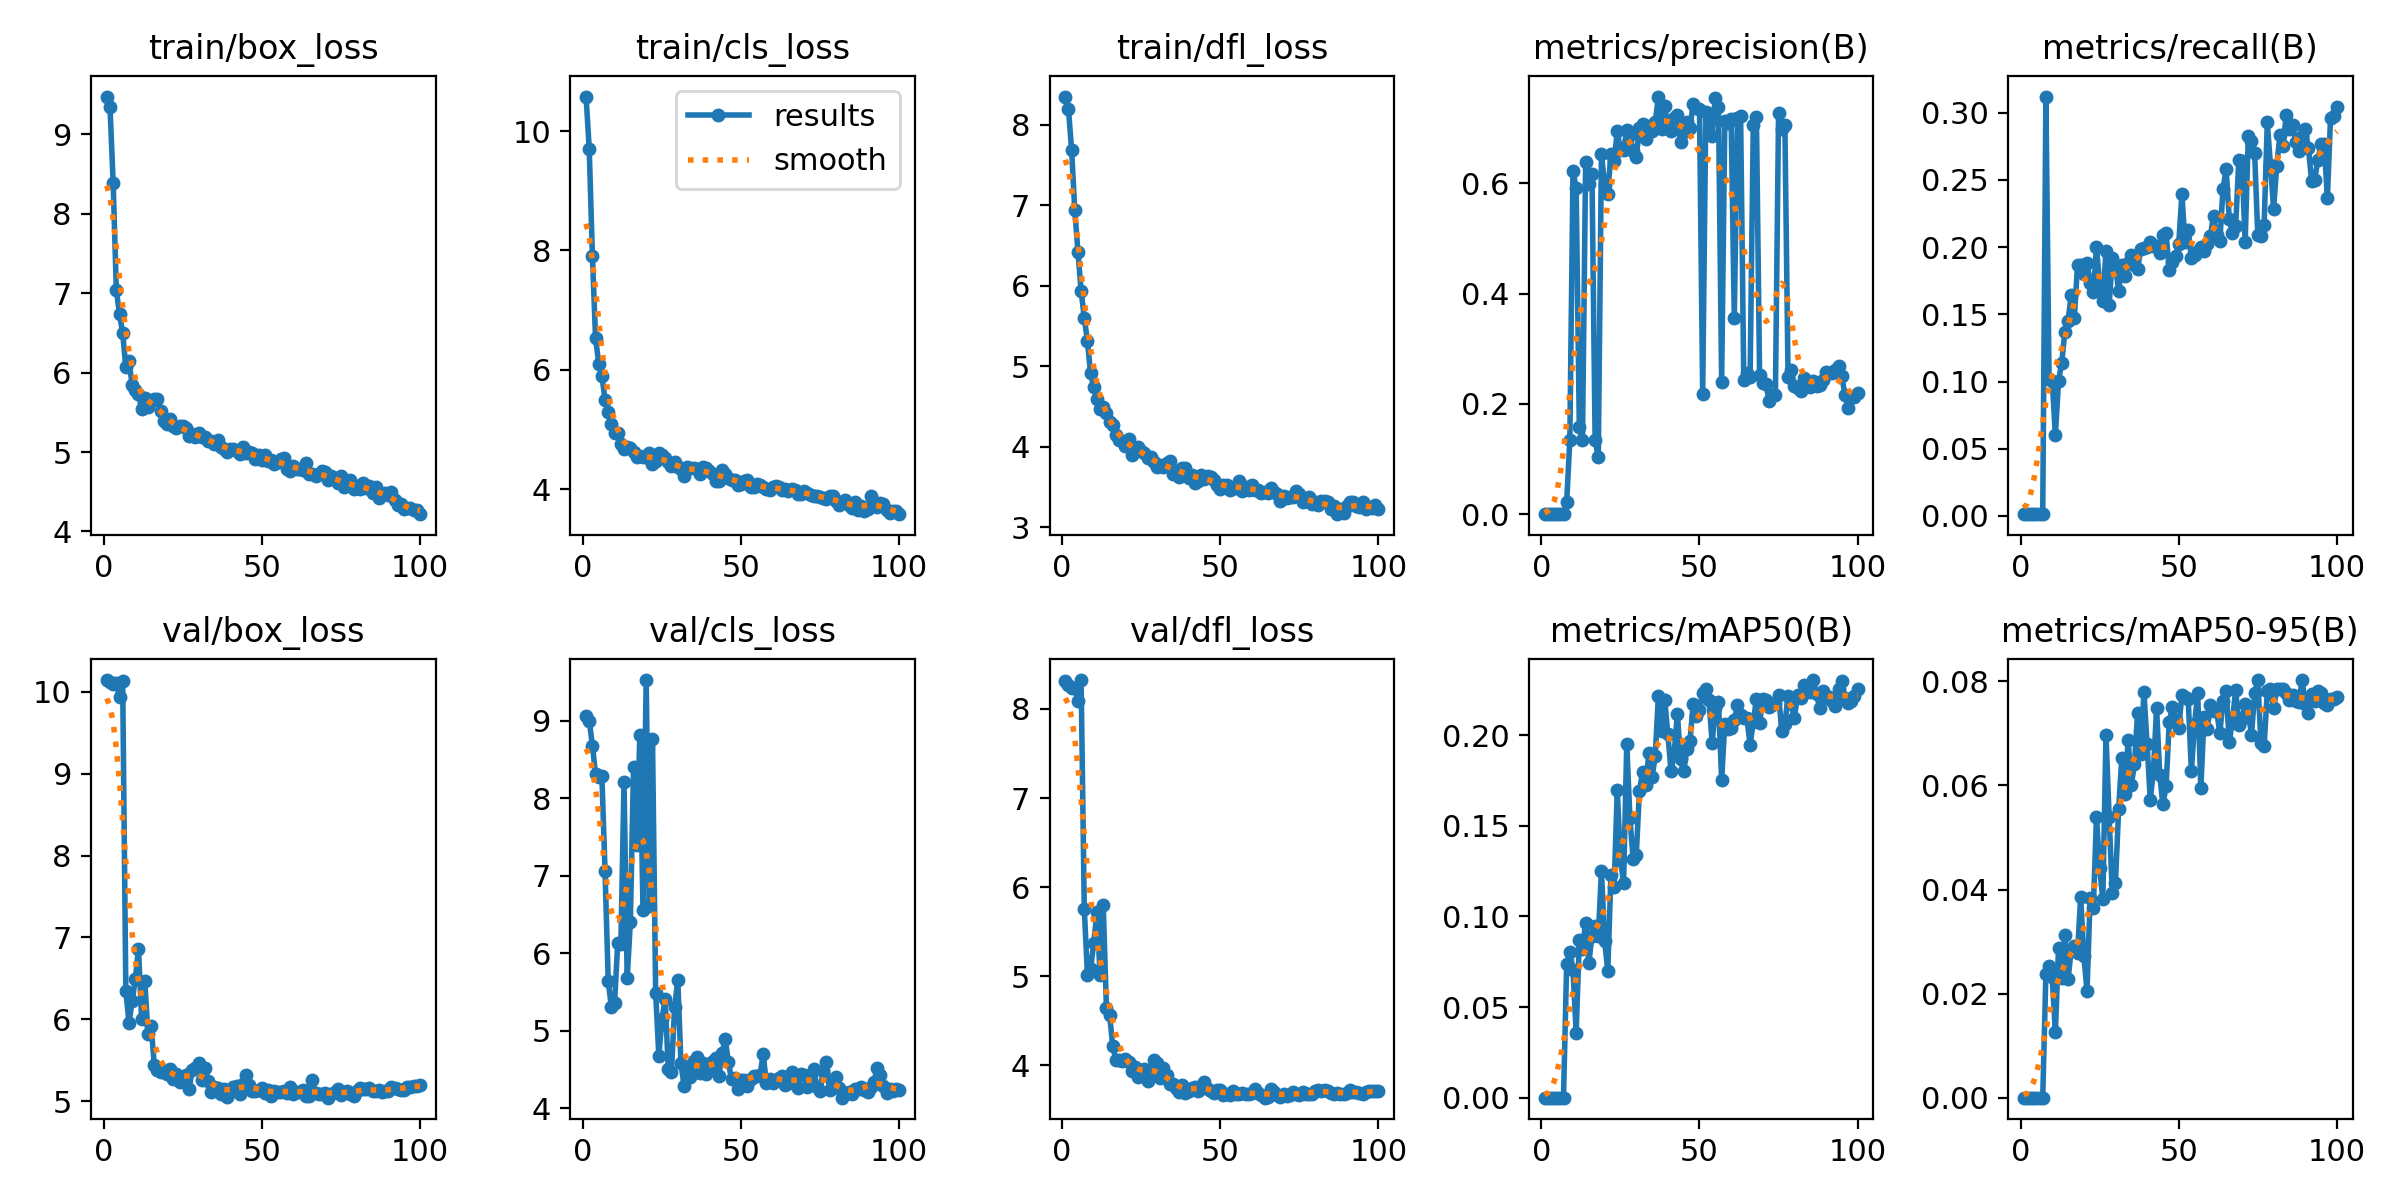 train/box_loss
9
8
7
6
5
4
0 50 100
train/cls_loss
results
smooth
10
8
6
4
0 50 100
train/dfl_loss
8
7
6
5
4
3
0 50 100
metrics/precision(B)
0.6
0.4
0.2
0.0
0 50 100
metrics/recall(B)
0.30
0.25
0.20
0.15
0.10
0.05
0.00
0 50 100
val/box_loss
10
9
8
7
6
5
0 50 100
val/cls_loss
9
8
7
6
5
4
0 50 100
val/dfl_loss
8
7
6
5
4
0 50 100
metrics/mAP50(B)
0.20
0.15
0.10
0.05
0.00
0 50 100
metrics/mAP50-95(B)
0.08
0.06
0.04
0.02
0.00
0 50 100